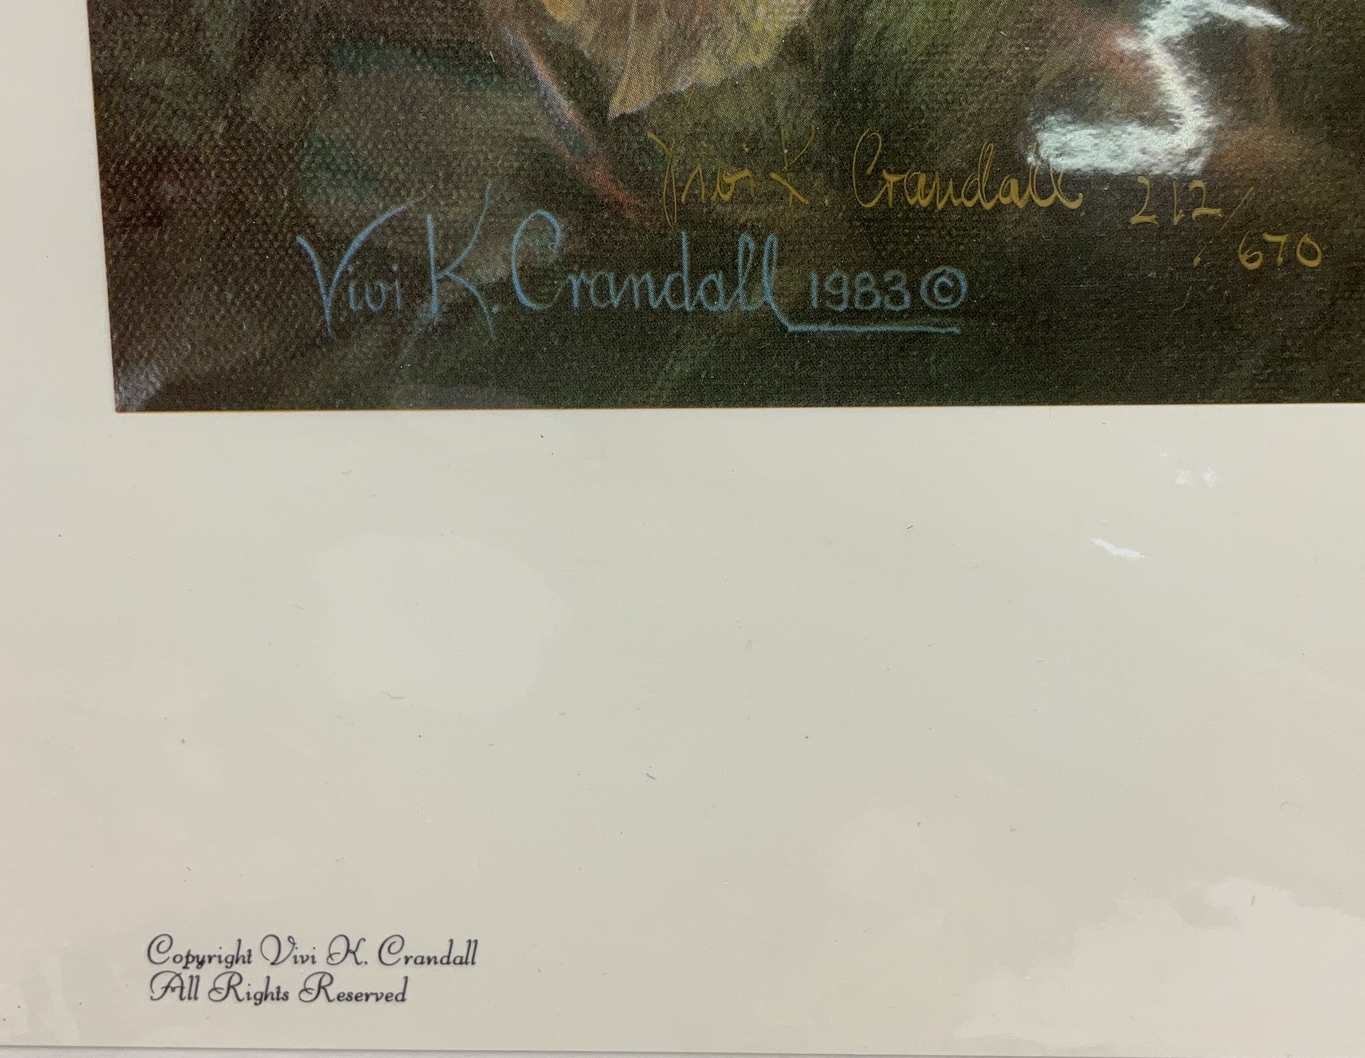 Vivi K. Crandall 212/
670
Vivi K. Crandall 1983 ©
Copyright Vivi K. Crandall
All Rights Reserved